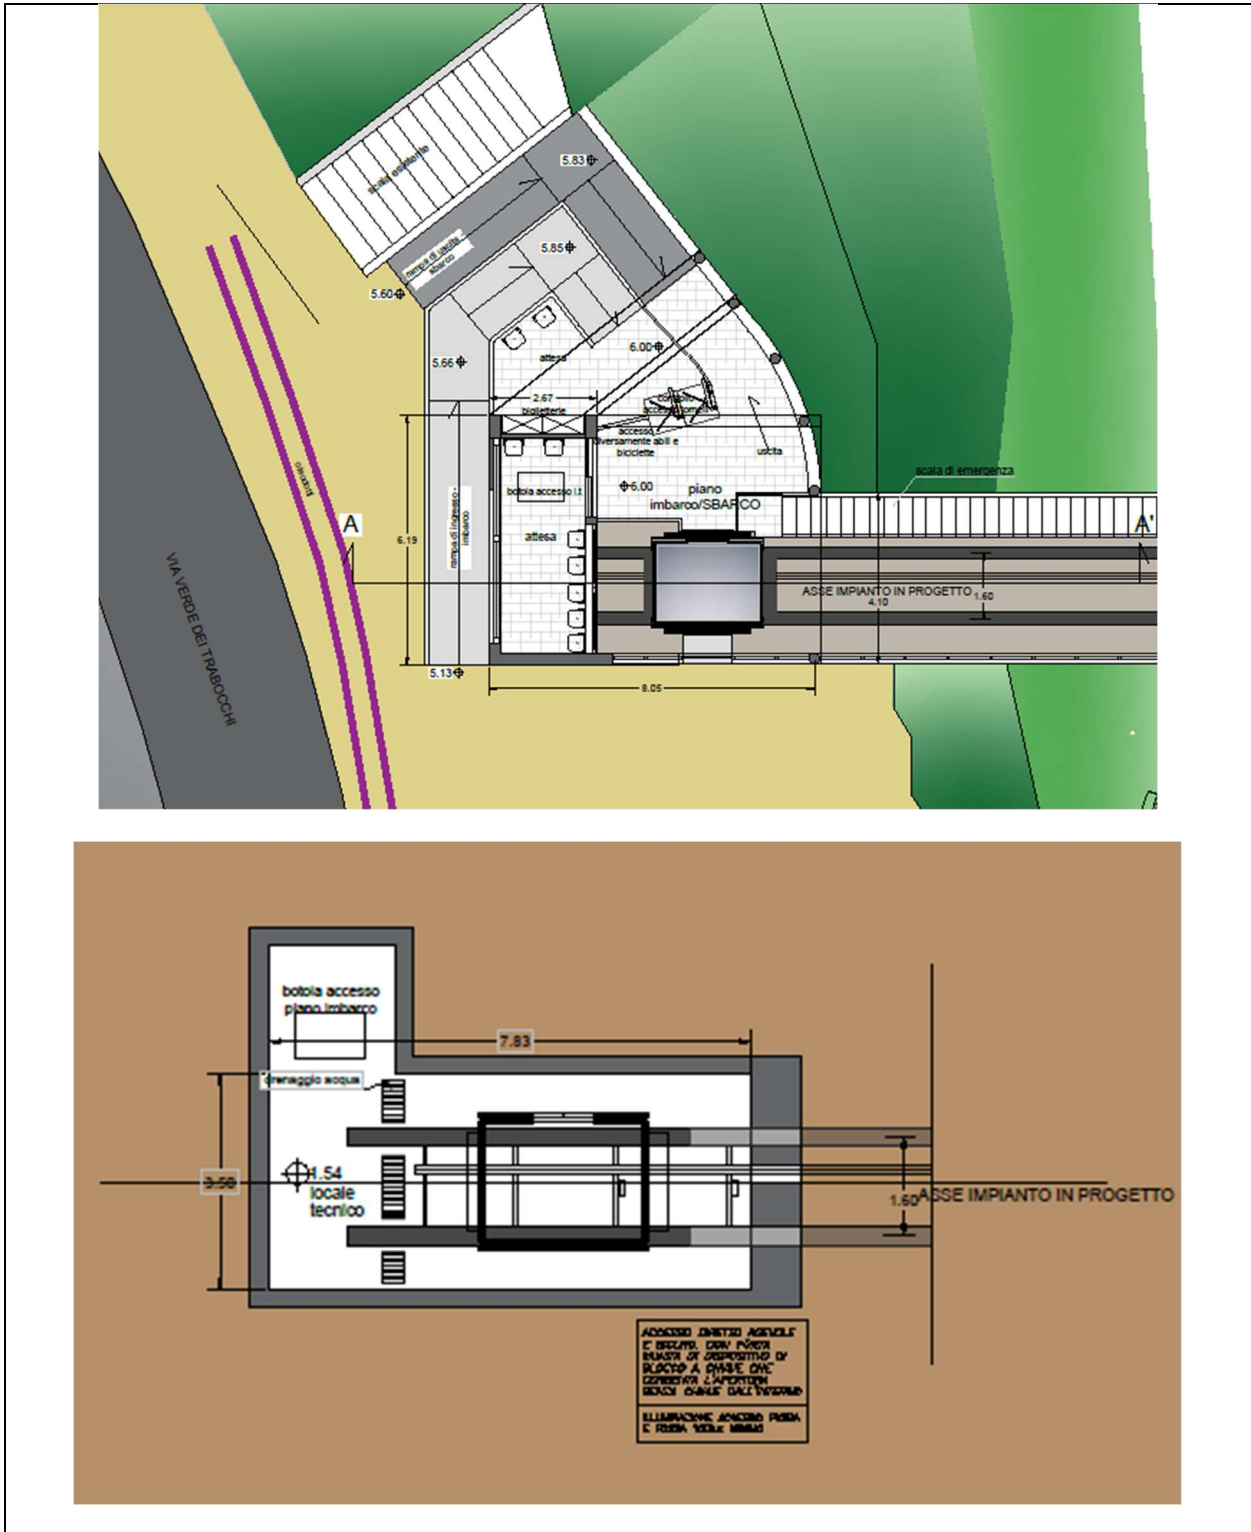 scala esistente
5.83
rampa di uscita -
sbarco
5.85
5.60
5.66
attesa
6.00
2.67
biglietterie
controllo
accesso
accesso
diversamente abili e
biciclette
uscita
botola accesso l.t
6.00
piano
imbarco/SBARCO
scala di emergenza
oleodotti
rampa di ingresso -
imbarco
A
A'
6.19
attesa
VIA VERDE DEI TRABOCCHI
ASSE IMPIANTO IN PROGETTO
1.60
4.10
5.13
8.05
botola accesso
piano imbarco
7.83
drenaggio acqua
1.54
locale
tecnico
3.50
1.60
ASSE IMPIANTO IN PROGETTO